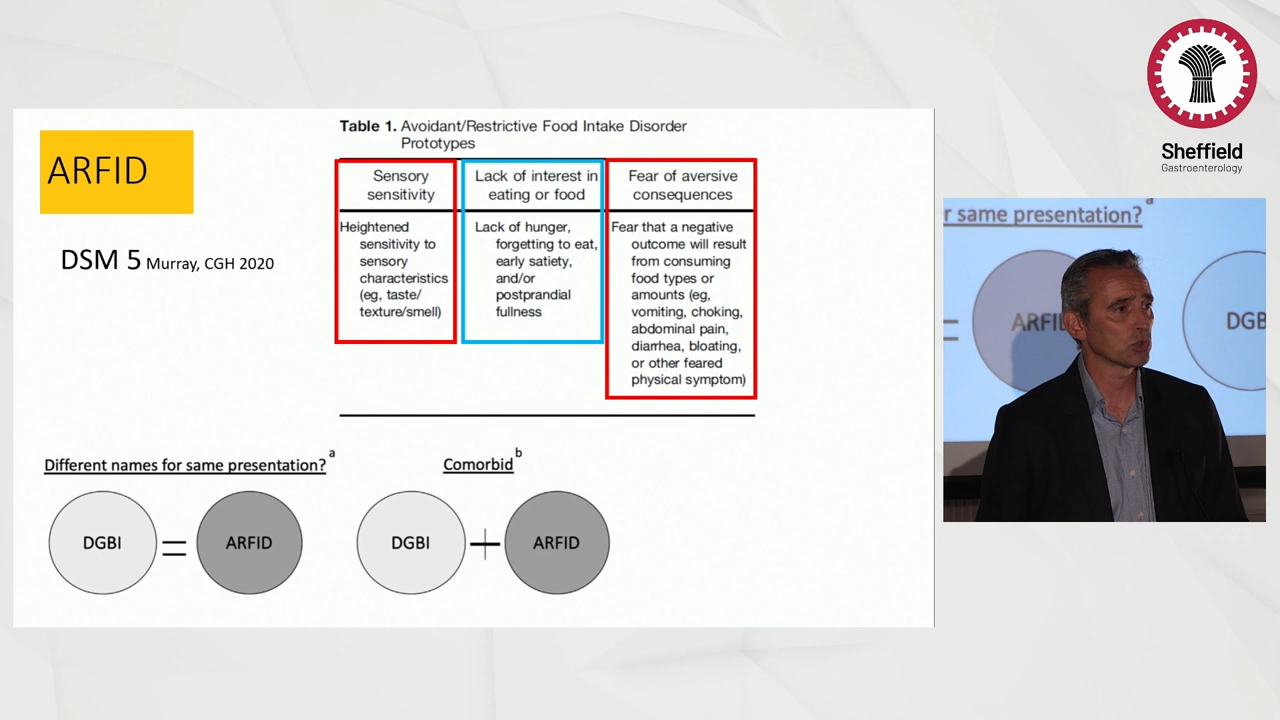 ARFID
DSM 5 Murray, CGH 2020
Table 1. Avoidant/Restrictive Food Intake Disorder
Prototypes
Sensory
sensitivity
Lack of interest in
eating or food
Fear of aversive
consequences
Heightened
sensitivity to
sensory
characteristics
(eg, taste/
texture/smell)
Lack of hunger,
forgetting to eat,
early satiety,
and/or
postprandial
fullness
Fear that a negative
outcome will result
from consuming
food types or
amounts (eg,
vomiting, choking,
abdominal pain,
diarrhea, bloating,
or other feared
physical symptom)
Different names for same presentation?a
DGBI = ARFID
Comorbidb
DGBI + ARFID
Sheffield
Gastroenterology
r same presentation?a
= ARFI
DGB